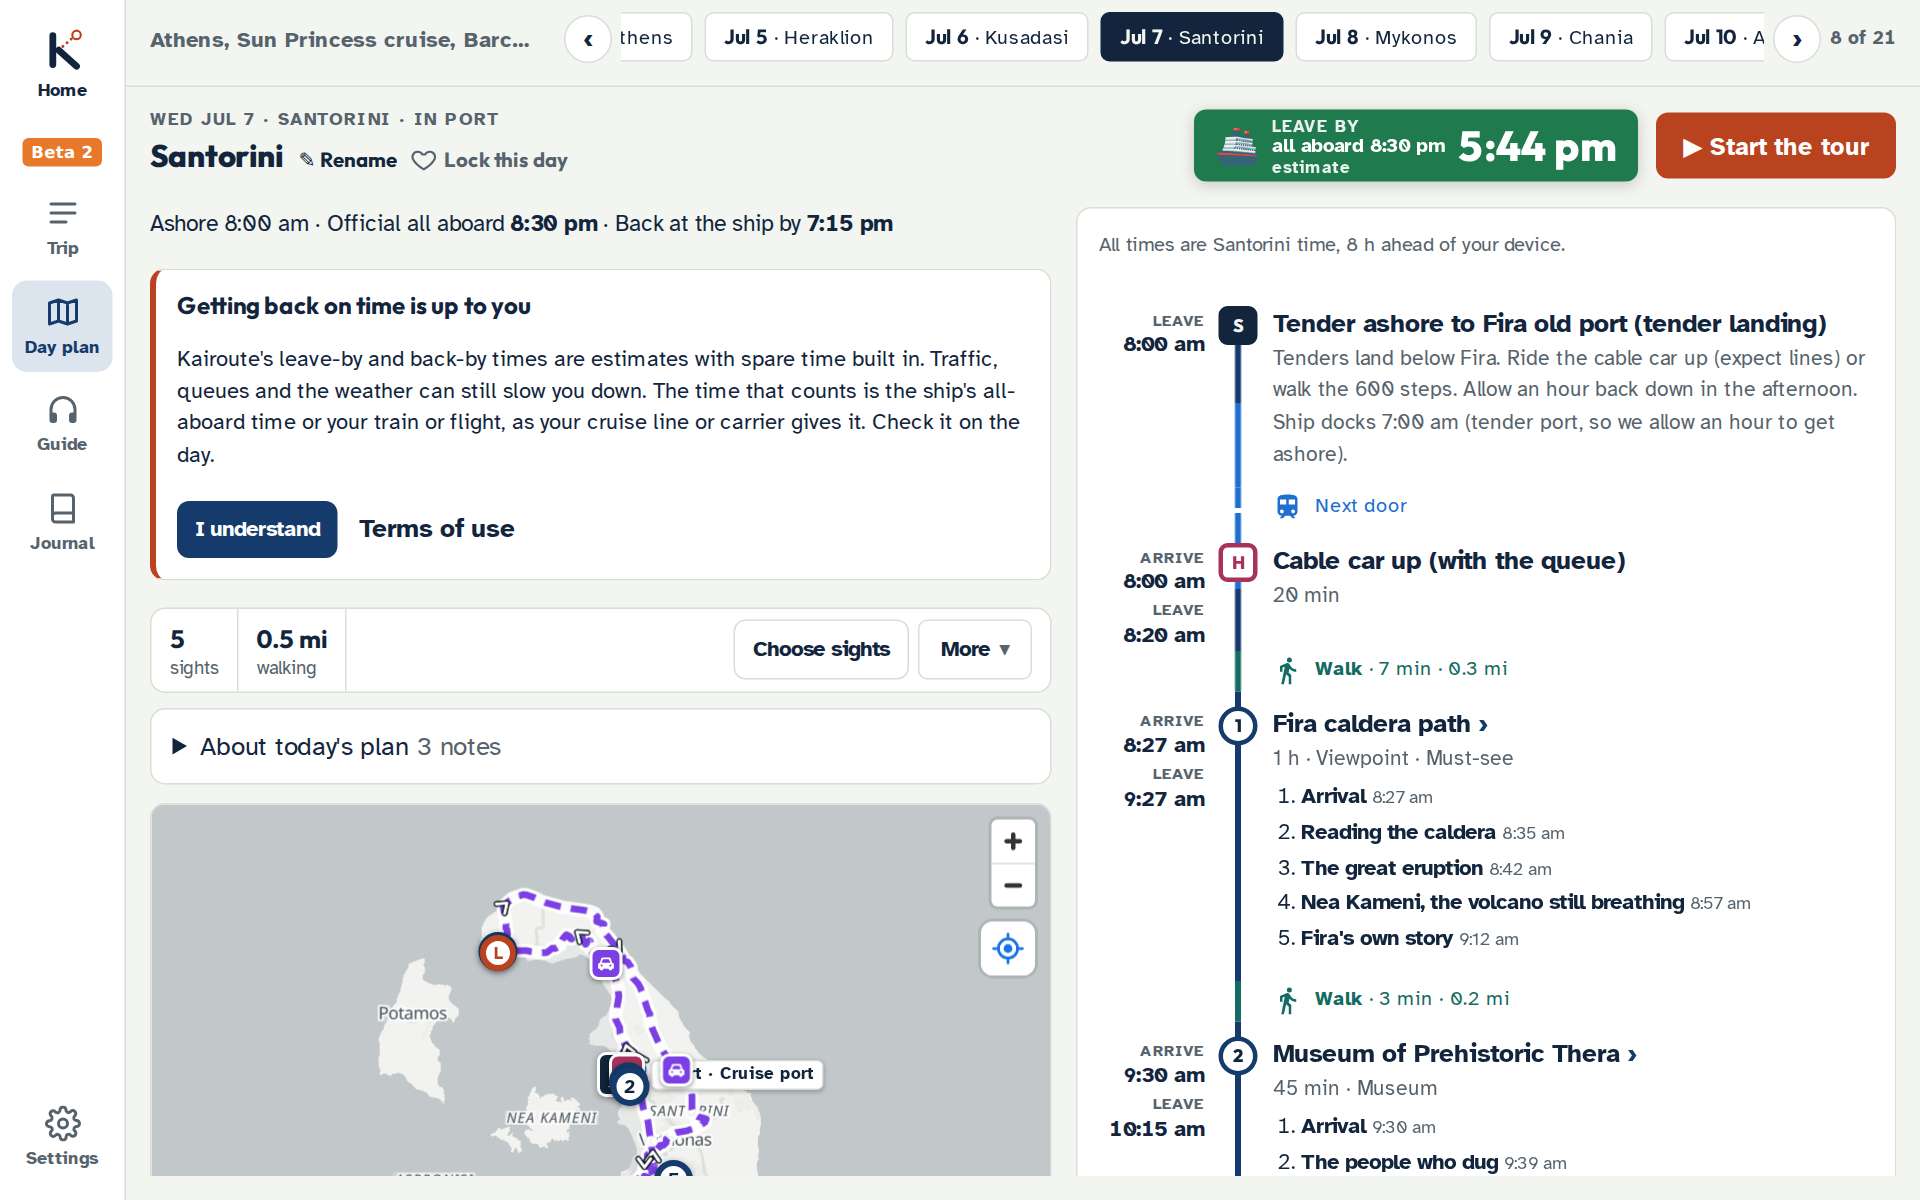 Home
Beta 2
Trip
Day plan
Guide
Journal
Settings
Athens, Sun Princess cruise, Barc...
‹
thens
Jul 5 · Heraklion
Jul 6 · Kusadasi
Jul 7 · Santorini
Jul 8 · Mykonos
Jul 9 · Chania
Jul 10 · A
›
8 of 21
WED JUL 7 · SANTORINI · IN PORT
Santorini
✎ Rename
Lock this day
LEAVE BY
all aboard 8:30 pm
estimate
5:44 pm
▶ Start the tour
Ashore 8:00 am · Official all aboard 8:30 pm · Back at the ship by 7:15 pm
Getting back on time is up to you
Kairoute's leave-by and back-by times are estimates with spare time built in. Traffic,
queues and the weather can still slow you down. The time that counts is the ship's all-
aboard time or your train or flight, as your cruise line or carrier gives it. Check it on the
day.
I understand
Terms of use
5
sights
0.5 mi
walking
Choose sights
More ▼
▶ About today's plan 3 notes
+
−
L
Potamos
2
rt · Cruise port
NEA KAMENI
All times are Santorini time, 8 h ahead of your device.
LEAVE
8:00 am
S
Tender ashore to Fira old port (tender landing)
Tenders land below Fira. Ride the cable car up (expect lines) or
walk the 600 steps. Allow an hour back down in the afternoon.
Ship docks 7:00 am (tender port, so we allow an hour to get
ashore).
Next door
ARRIVE
8:00 am
LEAVE
8:20 am
H
Cable car up (with the queue)
20 min
Walk · 7 min · 0.3 mi
ARRIVE
8:27 am
LEAVE
9:27 am
1
Fira caldera path ›
1 h · Viewpoint · Must-see
1. Arrival 8:27 am
2. Reading the caldera 8:35 am
3. The great eruption 8:42 am
4. Nea Kameni, the volcano still breathing 8:57 am
5. Fira's own story 9:12 am
Walk · 3 min · 0.2 mi
ARRIVE
9:30 am
LEAVE
10:15 am
2
Museum of Prehistoric Thera ›
45 min · Museum
1. Arrival 9:30 am
2. The people who dug 9:39 am